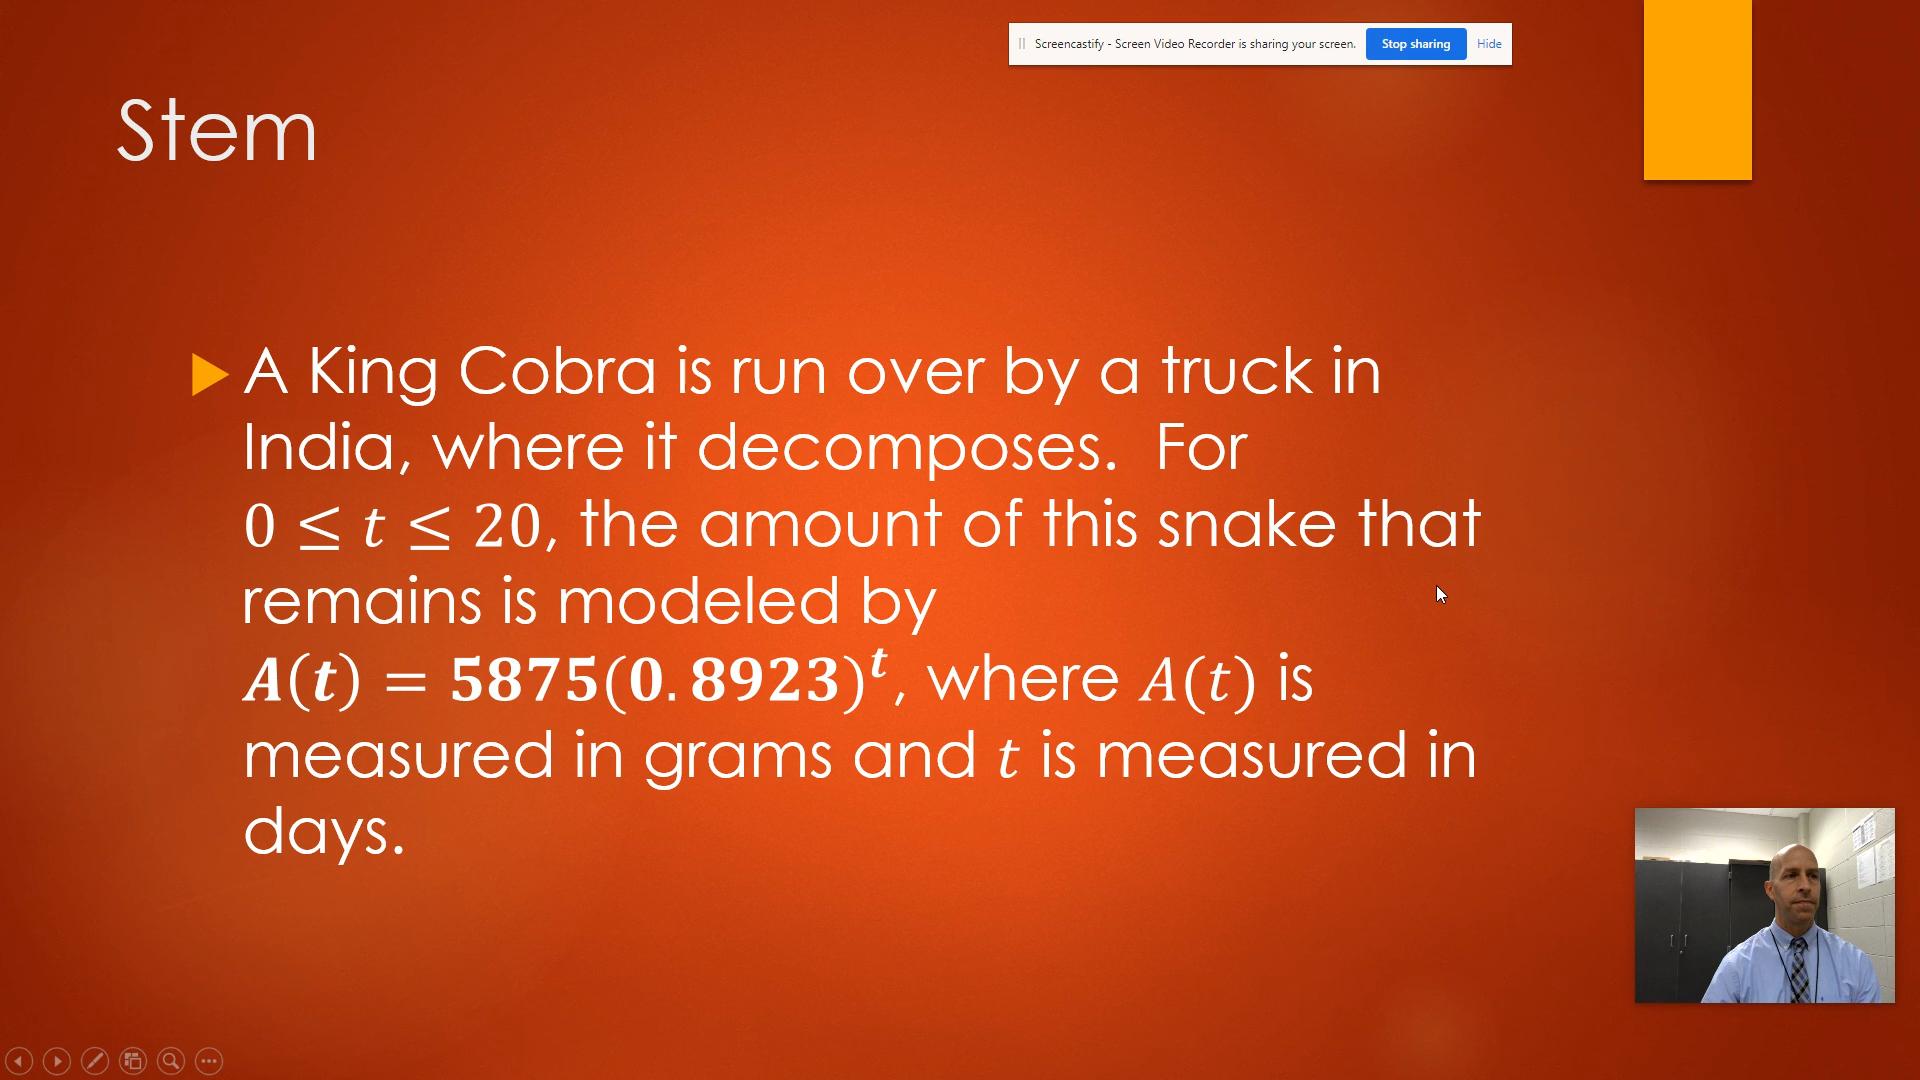 Screencastify - Screen Video Recorder is sharing your screen. Stop sharing Hide
Stem
A King Cobra is run over by a truck in
India, where it decomposes. For
0 ≤ t ≤ 20, the amount of this snake that
remains is modeled by
A(t) = 5875(0.8923)^t, where A(t) is
measured in grams and t is measured in
days.